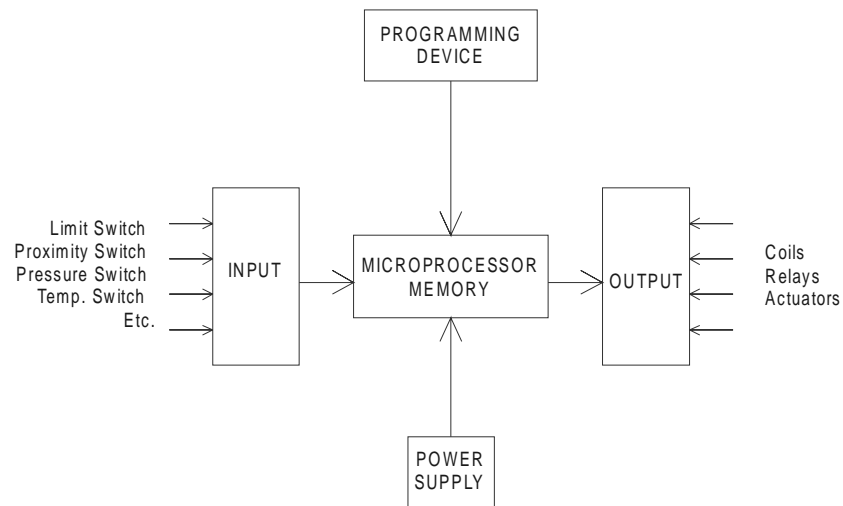 PROGRAMMING
DEVICE
Limit Switch
Proximity Switch
Pressure Switch
Temp. Switch
Etc.
INPUT
MICROPROCESSOR
MEMORY
OUTPUT
Coils
Relays
Actuators
POWER
SUPPLY